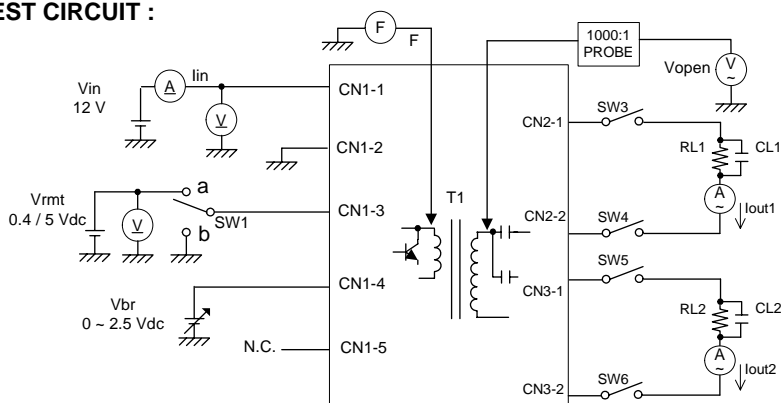 EST CIRCUIT :
F
F
1000:1
PROBE
Vopen
V
~
Vin
12 V
A
Iin
V
CN1-1
CN1-2
Vrmt
0.4 / 5 Vdc
V
a
SW1
b
CN1-3
Vbr
0 ~ 2.5 Vdc
CN1-4
N.C.
CN1-5
T1
CN2-1
SW3
RL1
CL1
A
~
Iout1
CN2-2
SW4
CN3-1
SW5
RL2
CL2
A
~
Iout2
CN3-2
SW6